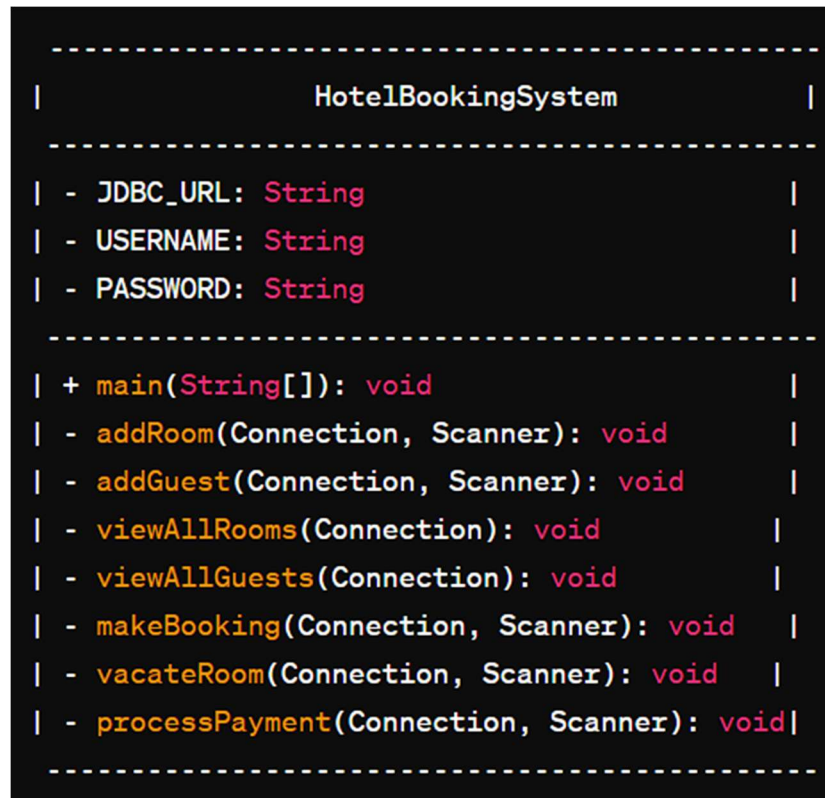 -----------------------------------------------
| HotelBookingSystem |
-----------------------------------------------
| - JDBC_URL: String |
| - USERNAME: String |
| - PASSWORD: String |
-----------------------------------------------
| + main(String[]): void |
| - addRoom(Connection, Scanner): void |
| - addGuest(Connection, Scanner): void |
| - viewAllRooms(Connection): void |
| - viewAllGuests(Connection): void |
| - makeBooking(Connection, Scanner): void |
| - vacateRoom(Connection, Scanner): void |
| - processPayment(Connection, Scanner): void|
-----------------------------------------------